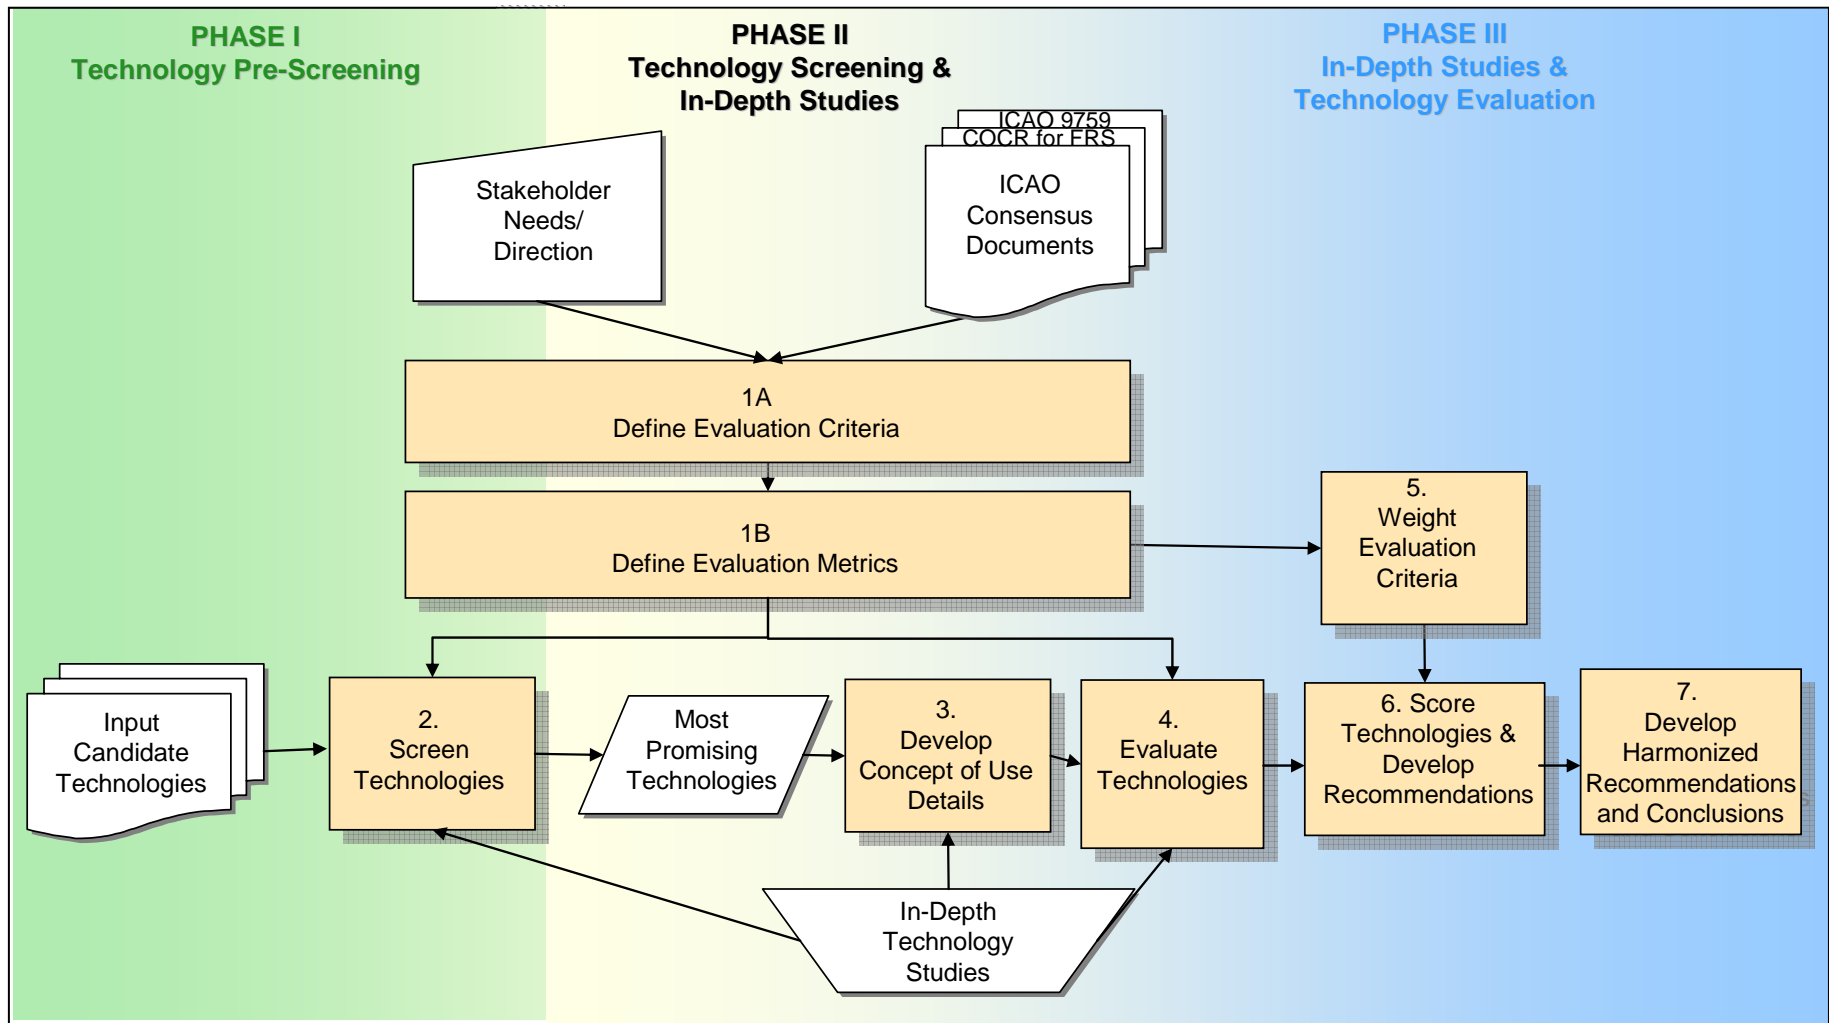 PHASE I
Technology Pre-Screening
PHASE II
Technology Screening &
In-Depth Studies
PHASE III
In-Depth Studies &
Technology Evaluation
Stakeholder
Needs/
Direction
ICAO 9759
COCR for FRS
ICAO
Consensus
Documents
1A
Define Evaluation Criteria
1B
Define Evaluation Metrics
5.
Weight
Evaluation
Criteria
Input
Candidate
Technologies
2.
Screen
Technologies
Most
Promising
Technologies
3.
Develop
Concept of Use
Details
4.
Evaluate
Technologies
6. Score
Technologies &
Develop
Recommendations
7.
Develop
Harmonized
Recommendations
and Conclusions
In-Depth
Technology
Studies